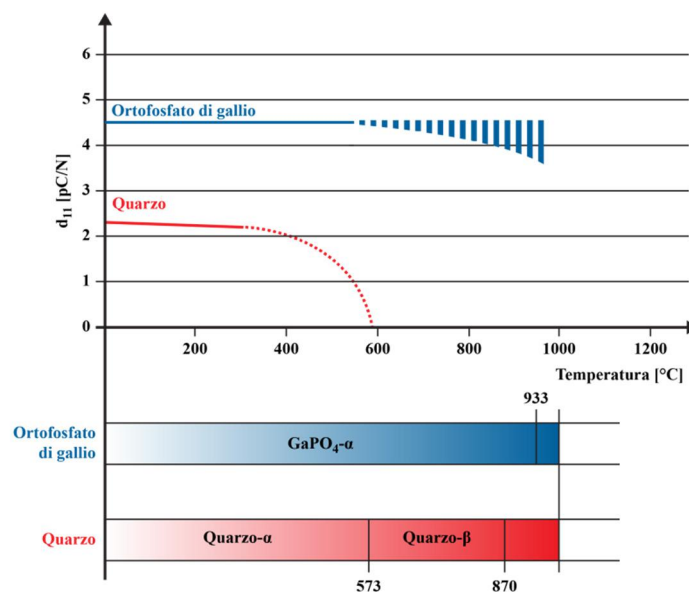 6
5
Ortofosfato di gallio
4
3
d₁₁ [pC/N]
Quarzo
2
1
0
200 400 600 800 1000 1200
Temperatura [°C]
933
Ortofosfato
di gallio
GaPO₄-α
Quarzo
Quarzo-α
Quarzo-β
573
870